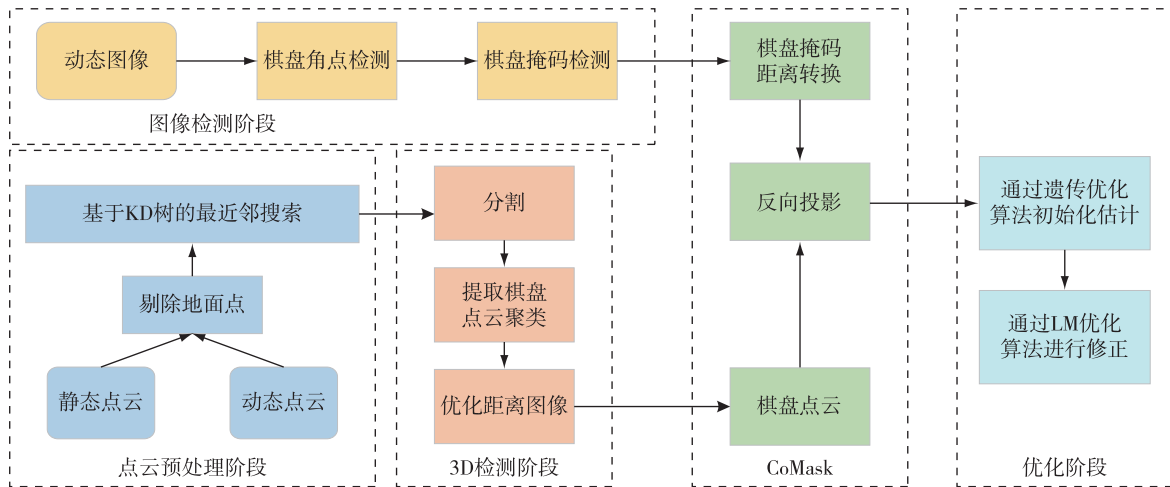 动态图像
棋盘角点检测
棋盘掩码检测
图像检测阶段
基于KD树的最近邻搜索
剔除地面点
静态点云
动态点云
点云预处理阶段
分割
提取棋盘
点云聚类
优化距离图像
3D检测阶段
棋盘掩码
距离转换
反向投影
棋盘点云
CoMask
通过遗传优化
算法初始化估计
通过LM优化
算法进行修正
优化阶段